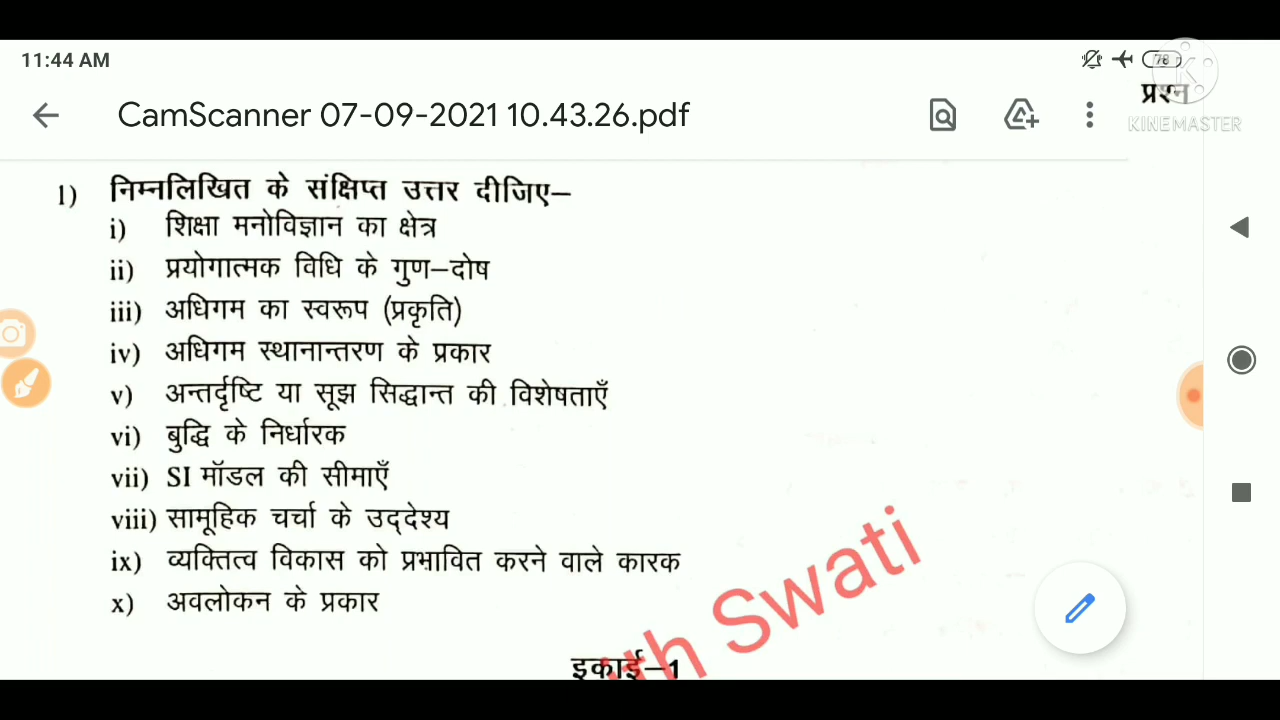 11:44 AM
78
CamScanner 07-09-2021 10.43.26.pdf
प्रश्न
KINEMASTER
1) निम्नलिखित के संक्षिप्त उत्तर दीजिए–
i) शिक्षा मनोविज्ञान का क्षेत्र
ii) प्रयोगात्मक विधि के गुण–दोष
iii) अधिगम का स्वरूप (प्रकृति)
iv) अधिगम स्थानान्तरण के प्रकार
v) अन्तर्दृष्टि या सूझ सिद्धान्त की विशेषताएँ
vi) बुद्धि के निर्धारक
vii) SI मॉडल की सीमाएँ
viii) सामूहिक चर्चा के उद्देश्य
ix) व्यक्तित्व विकास को प्रभावित करने वाले कारक
x) अवलोकन के प्रकार
Swati
इकाई–1